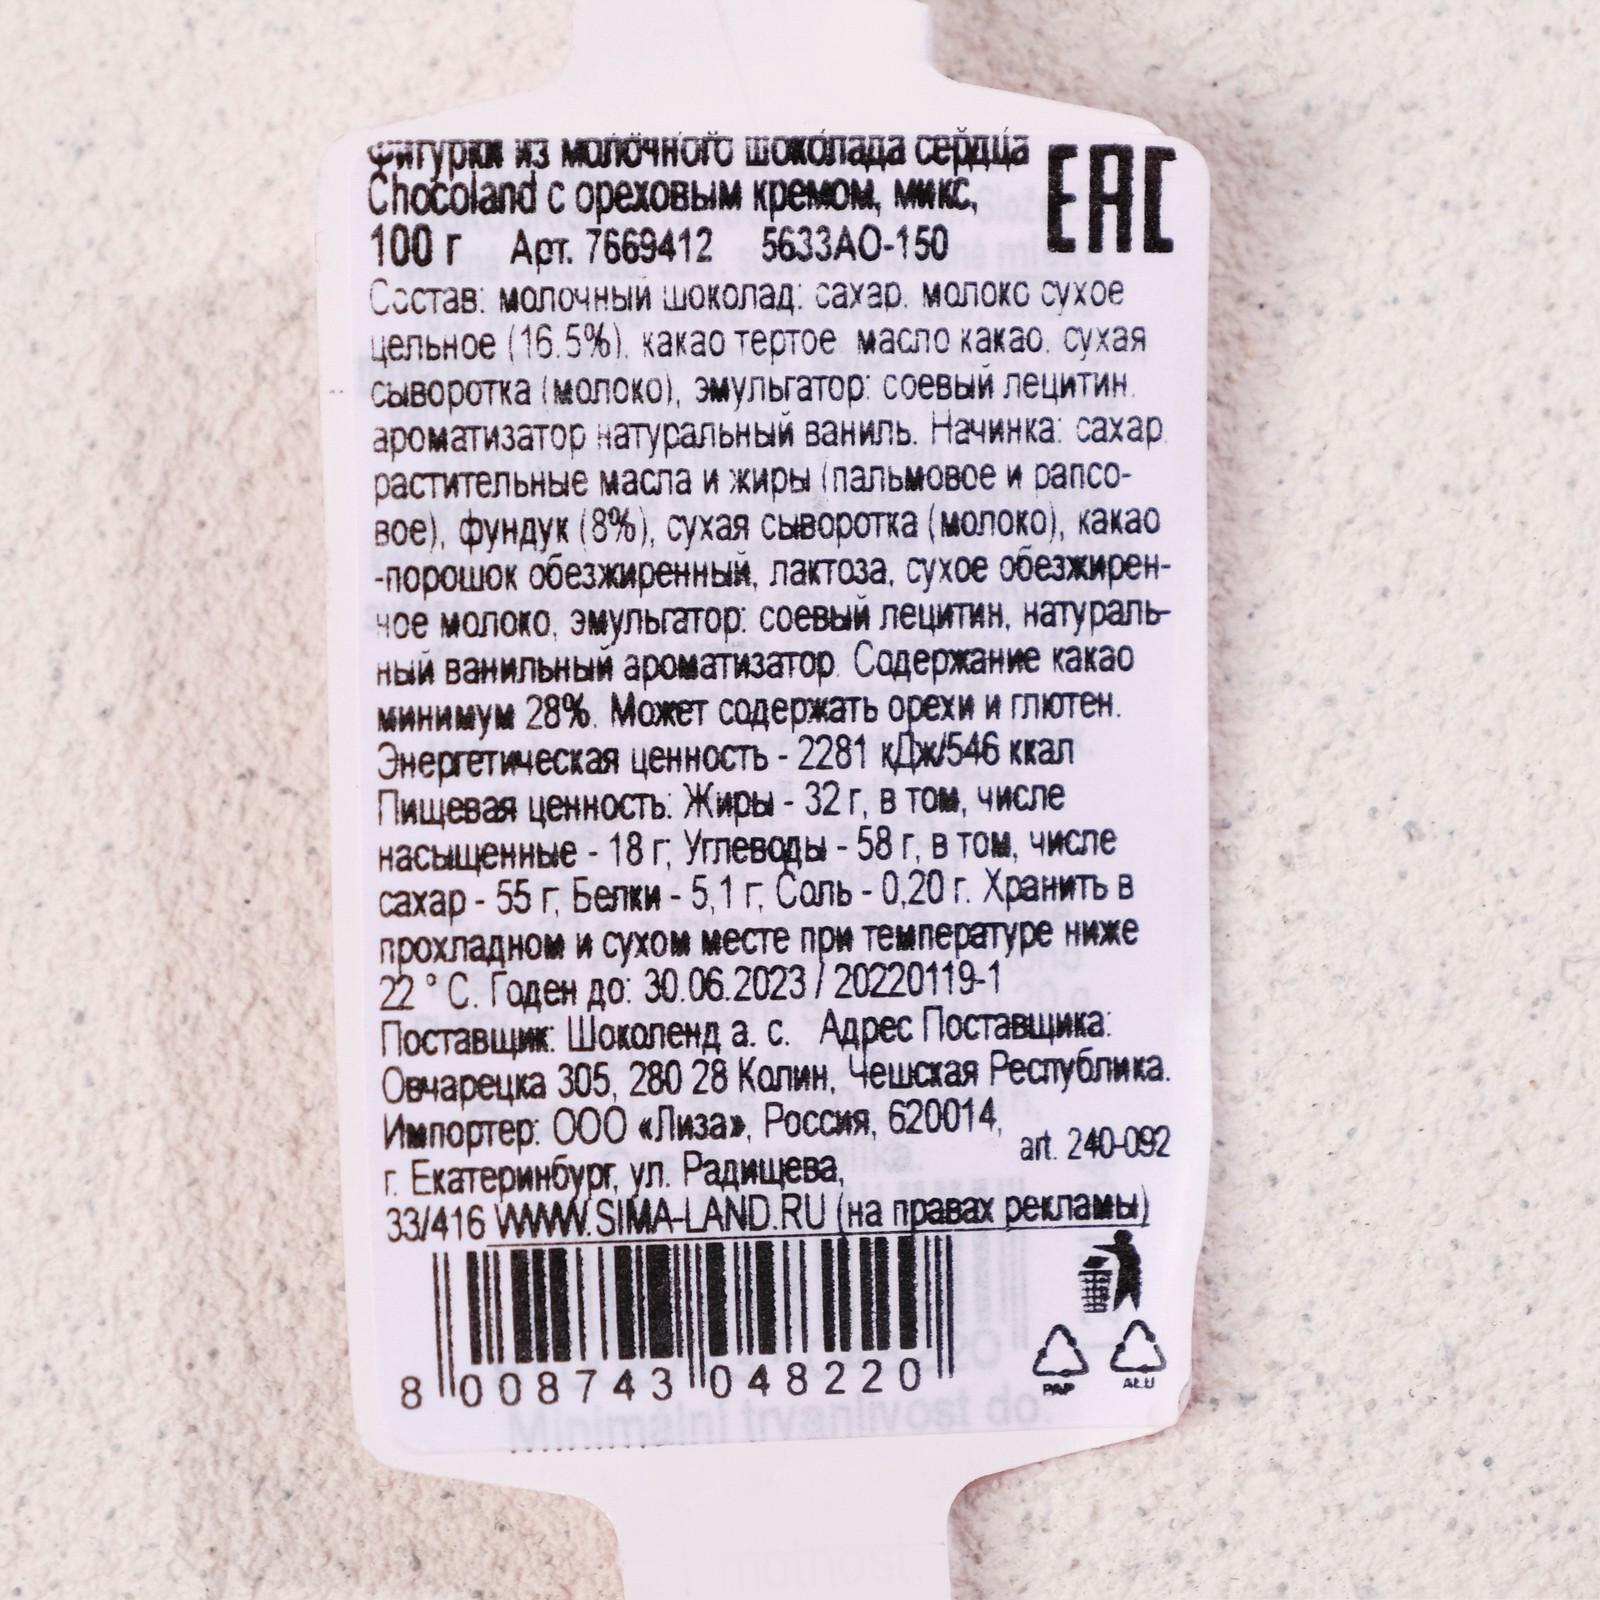 Фигурки из молочного шоколада сердца
Chocoland с ореховым кремом, микс,
100 г Арт. 7669412 5633АО-150
EAC
Состав: молочный шоколад: сахар, молоко сухое
цельное (16.5%), какао тертое, масло какао, сухая
сыворотка (молоко), эмульгатор: соевый лецитин,
ароматизатор натуральный ваниль. Начинка: сахар,
растительные масла и жиры (пальмовое и рапсо-
вое), фундук (8%), сухая сыворотка (молоко), какао
-порошок обезжиренный, лактоза, сухое обезжирен-
ное молоко, эмульгатор: соевый лецитин, натураль-
ный ванильный ароматизатор. Содержание какао
минимум 28%. Может содержать орехи и глютен.
Энергетическая ценность - 2281 кДж/546 ккал
Пищевая ценность: Жиры - 32 г, в том, числе
насыщенные - 18 г; Углеводы - 58 г, в том, числе
сахар - 55 г; Белки - 5,1 г; Соль - 0,20 г. Хранить в
прохладном и сухом месте при температуре ниже
22 ° С. Годен до: 30.06.2023 / 20220119-1
Поставщик: Шоколенд а. с. Адрес Поставщика:
Овчарецка 305, 280 28 Колин, Чешская Республика.
Импортер: ООО «Лиза», Россия, 620014,
art. 240-092
г. Екатеринбург, ул. Радищева,
33/416 WWW.SIMA-LAND.RU (на правах рекламы)
8 008743 048220
PAP ALU
Minimální trvanlivost do: